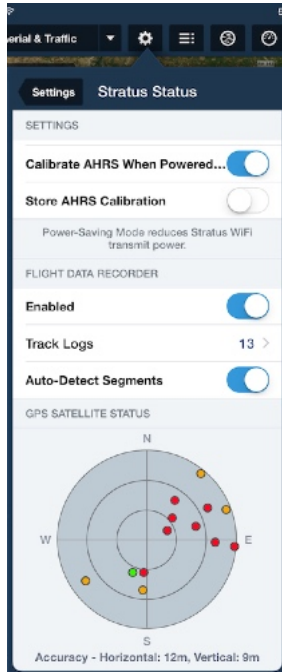 erial & Traffic
Settings
Stratus Status
SETTINGS
Calibrate AHRS When Powered...
Store AHRS Calibration
Power-Saving Mode reduces Stratus WiFi
transmit power.
FLIGHT DATA RECORDER
Enabled
Track Logs 13
Auto-Detect Segments
GPS SATELLITE STATUS
N
W E
S
Accuracy - Horizontal: 12m, Vertical: 9m